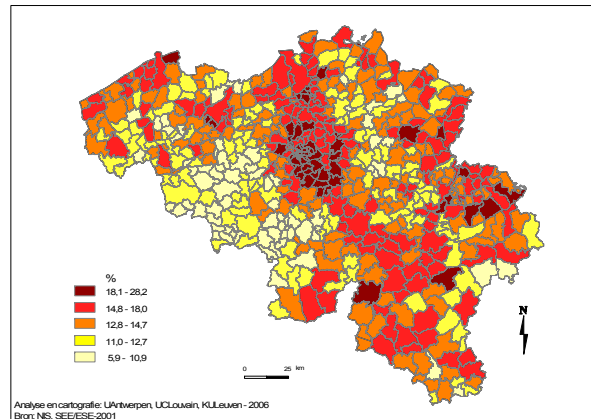 %
18,1 - 28,2
14,8 - 18,0
12,8 - 14,7
11,0 - 12,7
5,9 - 10,9
N
0 25 km
Analyse en cartografie: UAntwerpen, UCLouvain, KULeuven - 2006
Bron: NIS, SEE/ESE-2001